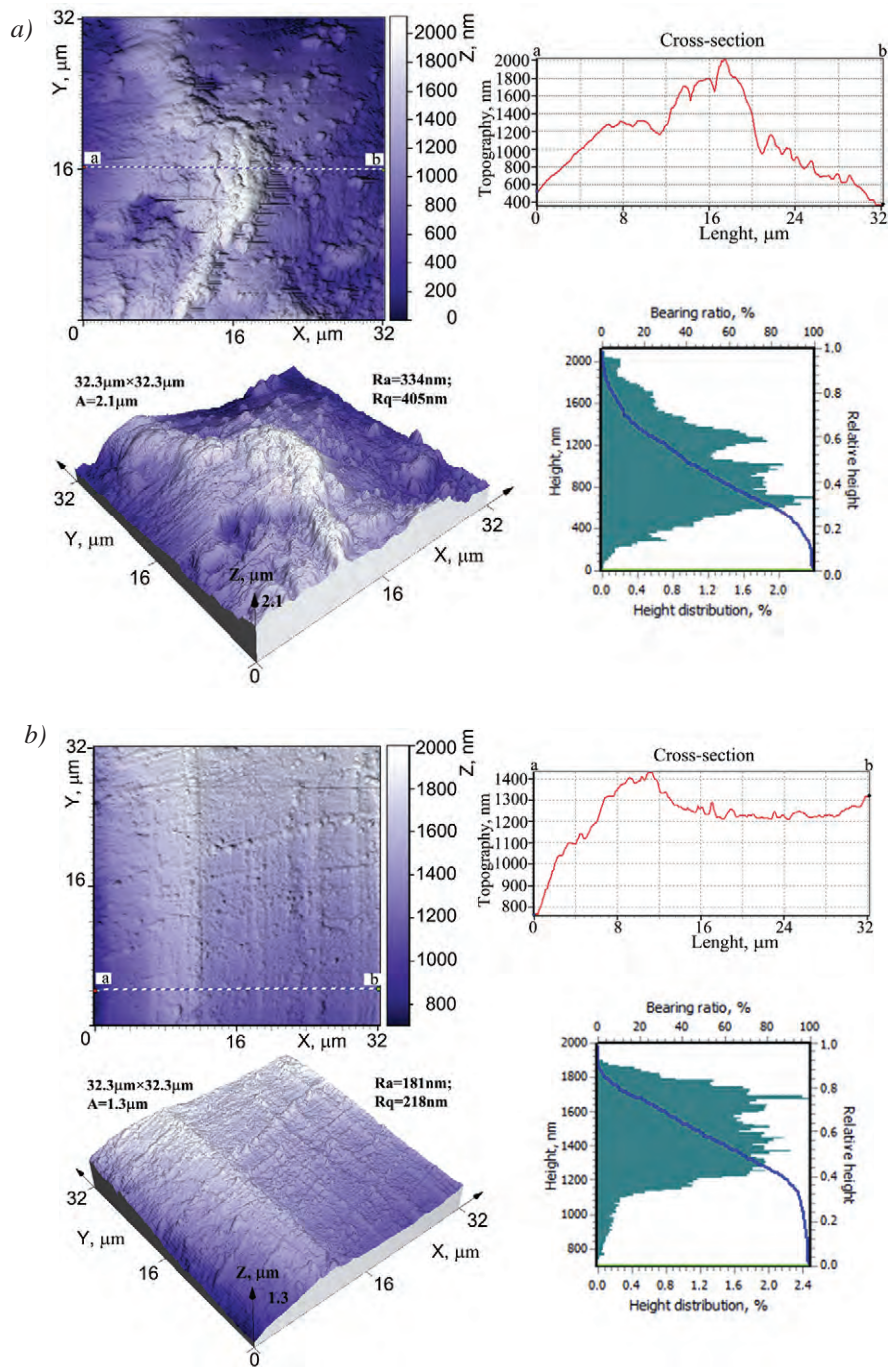 a)
32
Y, μm
16
0
16
X, μm
32
a
b
2000
1800
1600
1400
1200
1000
800
600
400
200
0
Z, nm
Cross-section
a
b
Topography, nm
2000
1800
1600
1400
1200
1000
800
600
400
0
8
16
24
32
Lenght, μm
32.3μm×32.3μm
A=2.1μm
Ra=334nm;
Rq=405nm
32
Y, μm
16
Z, μm
2.1
0
16
X, μm
32
Bearing ratio, %
0
20
40
60
80
100
Height, nm
2000
1600
1200
800
400
0
1.0
0.8
0.6
0.4
0.2
0.0
Relative height
0.0
0.4
0.8
1.2
1.6
2.0
Height distribution, %
b)
32
Y, μm
16
0
16
X, μm
32
a
b
2000
1800
1600
1400
1200
1000
800
Z, nm
Cross-section
a
b
Topography, nm
1400
1300
1200
1100
1000
900
800
0
8
16
24
32
Lenght, μm
32.3μm×32.3μm
A=1.3μm
Ra=181nm;
Rq=218nm
32
Y, μm
16
Z, μm
1.3
0
16
X, μm
32
Bearing ratio, %
0
20
40
60
80
100
Height, nm
2000
1800
1600
1400
1200
1000
800
1.0
0.8
0.6
0.4
0.2
0.0
Relative height
0.0
0.4
0.8
1.2
1.6
2.0
2.4
Height distribution, %